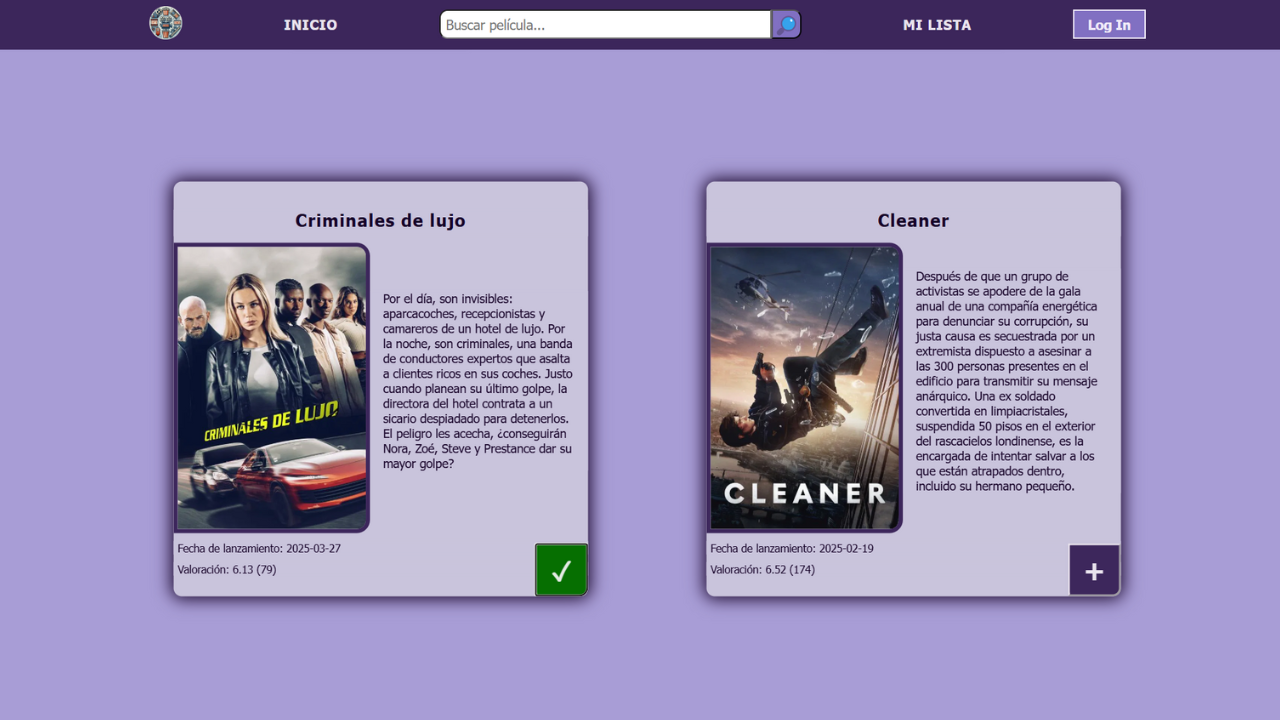 INICIO
Buscar película...
MI LISTA
Log In
Criminales de lujo
CRIMINALES DE LUJO
Por el día, son invisibles:
aparcacoches, recepcionistas y
camareros de un hotel de lujo. Por
la noche, son criminales, una banda
de conductores expertos que asalta
a clientes ricos en sus coches. Justo
cuando planean su último golpe, la
directora del hotel contrata a un
sicario despiadado para detenerlos.
El peligro les acecha, ¿conseguirán
Nora, Zoé, Steve y Prestance dar su
mayor golpe?
Fecha de lanzamiento: 2025-03-27
Valoración: 6.13 (79)
✓
Cleaner
CLEANER
Después de que un grupo de
activistas se apodere de la gala
anual de una compañía energética
para denunciar su corrupción, su
justa causa es secuestrada por un
extremista dispuesto a asesinar a
las 300 personas presentes en el
edificio para transmitir su mensaje
anárquico. Una ex soldado
convertida en limpiacristales,
suspendida 50 pisos en el exterior
del rascacielos londinense, es la
encargada de intentar salvar a los
que están atrapados dentro,
incluido su hermano pequeño.
Fecha de lanzamiento: 2025-02-19
Valoración: 6.52 (174)
+